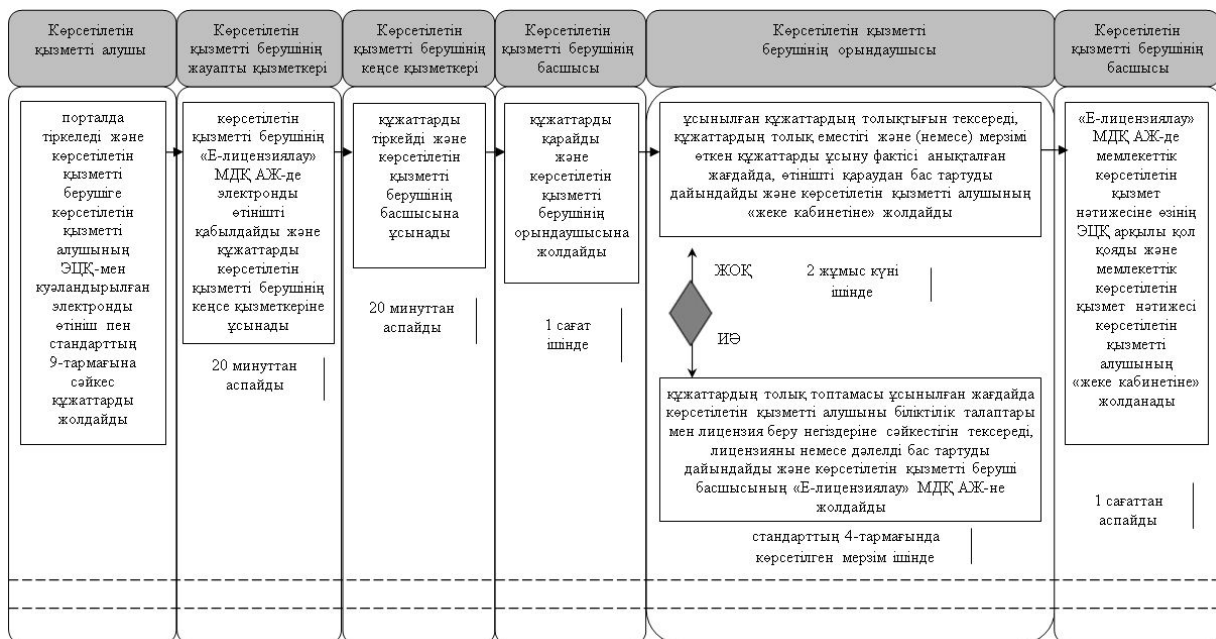 Көрсетілетін
қызметті алушы
Көрсетілетін
қызметті берушінің
жауапты қызметкері
Көрсетілетін
қызметті берушінің
кеңсе қызметкері
Көрсетілетін
қызметті берушінің
басшысы
Көрсетілетін қызметті
берушінің орындаушысы
Көрсетілетін
қызметті берушінің
басшысы
порталда
тіркеледі және
көрсетілетін
қызметті
берушіге
көрсетілетін
қызметті
алушының
ЭЦҚ-мен
куәландырылған
электронды
өтініш пен
стандарттың
9-тармағына
сәйкес
құжаттарды
жолдайды
көрсетілетін
қызметті берушінің
«Е-лицензиялау»
МДҚ АЖ-де
электронды
өтінішті
қабылдайды және
құжаттарды
көрсетілетін
қызметті берушінің
кеңсе қызметкеріне
ұсынады
20 минуттан
аспайды
құжаттарды
тіркейді және
көрсетілетін
қызметті
берушінің
басшысына
ұсынады
20 минуттан
аспайды
құжаттарды
қарайды
және
көрсетілетін
қызметті
берушінің
орындаушысына
жолдайды
1 сағат
ішінде
ұсынылған құжаттардың толықтығын тексереді,
құжаттардың толық еместігі және (немесе) мерзімі
өткен құжаттарды ұсыну фактісі анықталған
жағдайда, өтінішті қараудан бас тартуды
дайындайды және көрсетілетін қызметті алушының
«жеке кабинетіне» жолдайды
ЖОҚ
2 жұмыс күні
ішінде
ИӘ
құжаттардың толық топтамасы ұсынылған жағдайда
көрсетілетін қызметті алушыны біліктілік талаптары
мен лицензия беру негіздеріне сәйкестігін тексереді,
лицензияны немесе дәлелді бас тартуды
дайындайды және көрсетілетін қызметті беруші
басшысының «Е-лицензиялау» МДҚ АЖ-не
жолдайды
стандарттың 4-тармағында
көрсетілген мерзім ішінде
«Е-лицензиялау»
МДҚ АЖ-де
мемлекеттік
көрсетілетін
қызмет
нәтижесіне өзінің
ЭЦҚ арқылы қол
қояды және
мемлекеттік
көрсетілетін
қызмет нәтижесі
көрсетілетін
қызметті
алушының
«жеке кабинетіне»
жолданады
1 сағаттан
аспайды